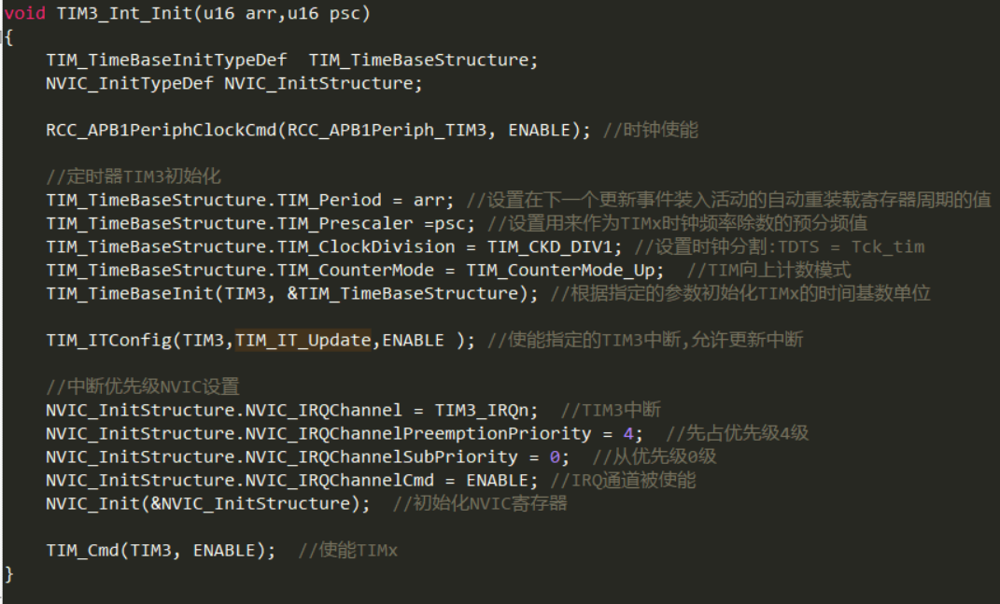 void TIM3_Int_Init(u16 arr,u16 psc)
{
TIM_TimeBaseInitTypeDef  TIM_TimeBaseStructure;
NVIC_InitTypeDef NVIC_InitStructure;
RCC_APB1PeriphClockCmd(RCC_APB1Periph_TIM3, ENABLE); //时钟使能
//定时器TIM3初始化
TIM_TimeBaseStructure.TIM_Period = arr; //设置在下一个更新事件装入活动的自动重装载寄存器周期的值
TIM_TimeBaseStructure.TIM_Prescaler =psc; //设置用来作为TIMx时钟频率除数的预分频值
TIM_TimeBaseStructure.TIM_ClockDivision = TIM_CKD_DIV1; //设置时钟分割:TDTS = Tck_tim
TIM_TimeBaseStructure.TIM_CounterMode = TIM_CounterMode_Up;  //TIM向上计数模式
TIM_TimeBaseInit(TIM3, &TIM_TimeBaseStructure); //根据指定的参数初始化TIMx的时间基数单位
TIM_ITConfig(TIM3,TIM_IT_Update,ENABLE ); //使能指定的TIM3中断,允许更新中断
//中断优先级NVIC设置
NVIC_InitStructure.NVIC_IRQChannel = TIM3_IRQn;  //TIM3中断
NVIC_InitStructure.NVIC_IRQChannelPreemptionPriority = 4;  //先占优先级4级
NVIC_InitStructure.NVIC_IRQChannelSubPriority = 0;  //从优先级0级
NVIC_InitStructure.NVIC_IRQChannelCmd = ENABLE; //IRQ通道被使能
NVIC_Init(&NVIC_InitStructure);  //初始化NVIC寄存器
TIM_Cmd(TIM3, ENABLE);  //使能TIMx
}